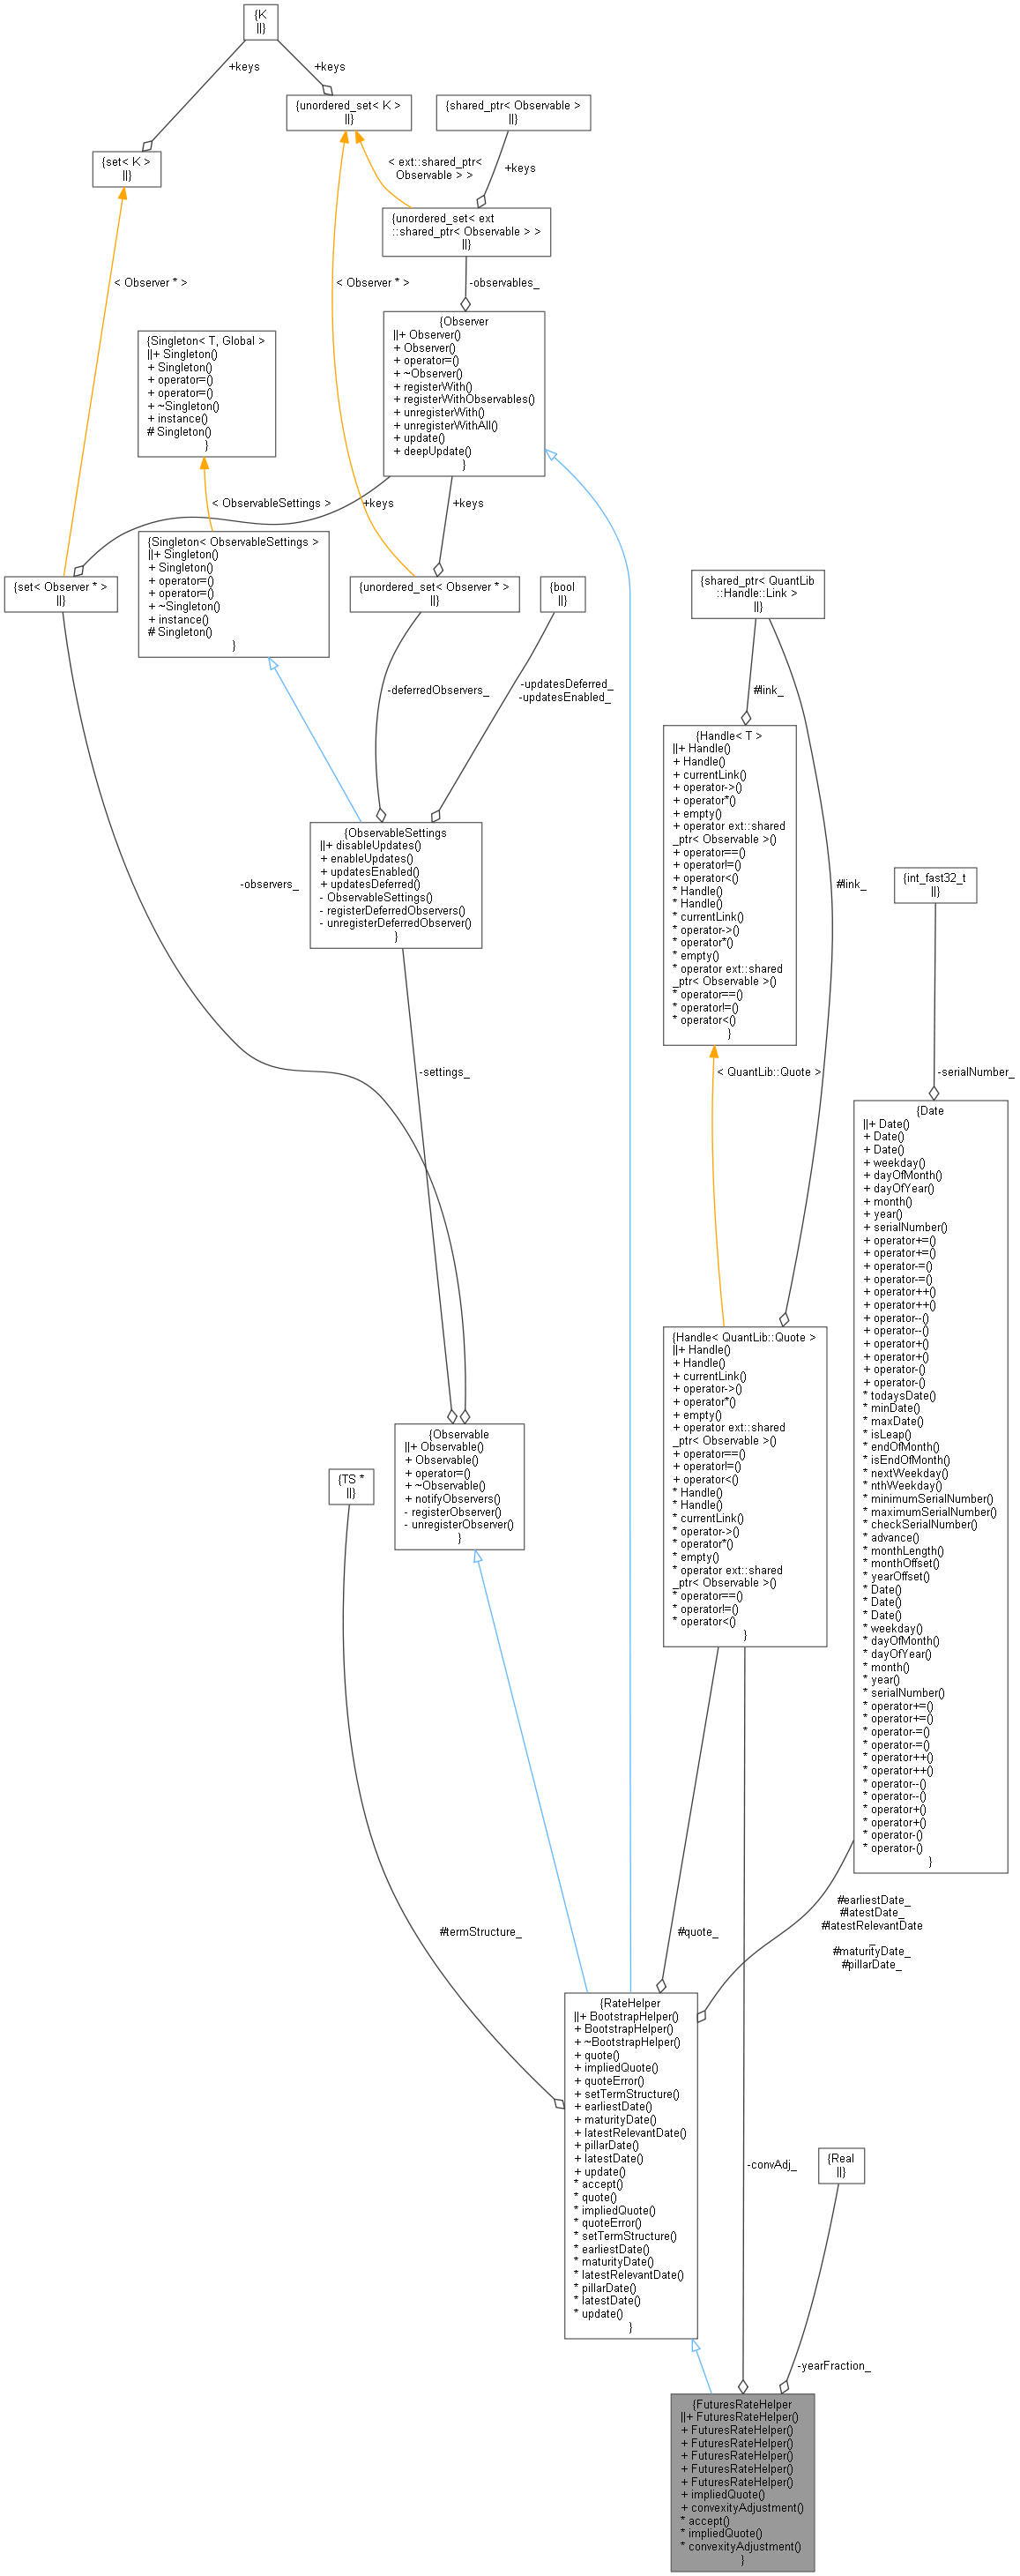 {K
||}
+keys
+keys
{unordered_set< K >
||}
{shared_ptr< Observable >
||}
{set< K >
||}
< ext::shared_ptr<
Observable > >
+keys
{unordered_set< ext
::shared_ptr< Observable > >
||}
< Observer * >
< Observer * >
-observables_
{Singleton< T, Global >
||+ Singleton()
+ Singleton()
+ operator=()
+ operator=()
+ ~Singleton()
+ instance()
# Singleton()
}
{Observer
||+ Observer()
+ Observer()
+ operator=()
+ ~Observer()
+ registerWith()
+ registerWithObservables()
+ unregisterWith()
+ unregisterWithAll()
+ update()
+ deepUpdate()
}
< ObservableSettings >
+keys
+keys
{set< Observer * >
||}
{Singleton< ObservableSettings >
||+ Singleton()
+ Singleton()
+ operator=()
+ operator=()
+ ~Singleton()
+ instance()
# Singleton()
}
{unordered_set< Observer * >
||}
{bool
||}
{shared_ptr< QuantLib
::Handle::Link >
||}
-deferredObservers_
-updatesDeferred_
-updatesEnabled_
#link_
{Handle< T >
||+ Handle()
+ Handle()
+ currentLink()
+ operator->()
+ operator*()
+ empty()
+ operator ext::shared
_ptr< Observable >()
+ operator==()
+ operator!=()
+ operator<()
* Handle()
* Handle()
* currentLink()
* operator->()
* operator*()
* empty()
* operator ext::shared
_ptr< Observable >()
* operator==()
* operator!=()
* operator<()
}
{ObservableSettings
||+ disableUpdates()
+ enableUpdates()
+ updatesEnabled()
+ updatesDeferred()
- ObservableSettings()
- registerDeferredObservers()
- unregisterDeferredObserver()
}
-observers_
#link_
{int_fast32_t
||}
-settings_
< QuantLib::Quote >
-serialNumber_
{Date
||+ Date()
+ Date()
+ Date()
+ weekday()
+ dayOfMonth()
+ dayOfYear()
+ month()
+ year()
+ serialNumber()
+ operator+=()
+ operator+=()
+ operator-=()
+ operator-=()
+ operator++()
+ operator++()
+ operator--()
+ operator--()
+ operator+()
+ operator+()
+ operator-()
+ operator-()
* todaysDate()
* minDate()
* maxDate()
* isLeap()
* endOfMonth()
* isEndOfMonth()
* nextWeekday()
* nthWeekday()
* minimumSerialNumber()
* maximumSerialNumber()
* checkSerialNumber()
* advance()
* monthLength()
* monthOffset()
* yearOffset()
* Date()
* Date()
* Date()
* weekday()
* dayOfMonth()
* dayOfYear()
* month()
* year()
* serialNumber()
* operator+=()
* operator+=()
* operator-=()
* operator-=()
* operator++()
* operator++()
* operator--()
* operator--()
* operator+()
* operator+()
* operator-()
* operator-()
}
{Handle< QuantLib::Quote >
||+ Handle()
+ Handle()
+ currentLink()
+ operator->()
+ operator*()
+ empty()
+ operator ext::shared
_ptr< Observable >()
+ operator==()
+ operator!=()
+ operator<()
* Handle()
* Handle()
* currentLink()
* operator->()
* operator*()
* empty()
* operator ext::shared
_ptr< Observable >()
* operator==()
* operator!=()
* operator<()
}
{Observable
||+ Observable()
+ Observable()
+ operator=()
+ ~Observable()
+ notifyObservers()
- registerObserver()
- unregisterObserver()
}
{TS *
||}
#termStructure_
#quote_
#earliestDate_
#latestDate_
#latestRelevantDate
_
#maturityDate_
#pillarDate_
{RateHelper
||+ BootstrapHelper()
+ BootstrapHelper()
+ ~BootstrapHelper()
+ quote()
+ impliedQuote()
+ quoteError()
+ setTermStructure()
+ earliestDate()
+ maturityDate()
+ latestRelevantDate()
+ pillarDate()
+ latestDate()
+ update()
* accept()
* quote()
* impliedQuote()
* quoteError()
* setTermStructure()
* earliestDate()
* maturityDate()
* latestRelevantDate()
* pillarDate()
* latestDate()
* update()
}
-convAdj_
{Real
||}
-yearFraction_
{FuturesRateHelper
||+ FuturesRateHelper()
+ FuturesRateHelper()
+ FuturesRateHelper()
+ FuturesRateHelper()
+ FuturesRateHelper()
+ FuturesRateHelper()
+ impliedQuote()
+ convexityAdjustment()
* accept()
* impliedQuote()
* convexityAdjustment()
}